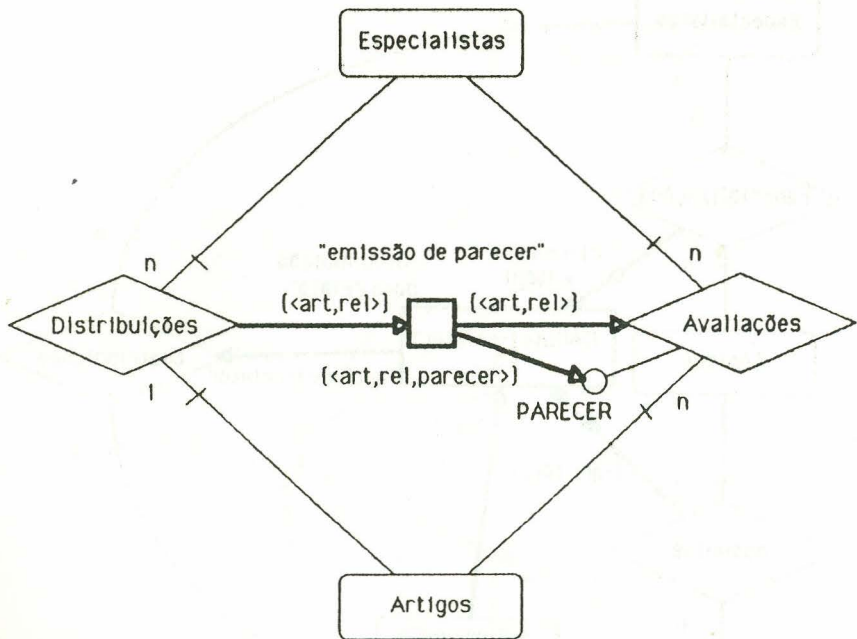 Especialistas
"emissão de parecer"
n
n
[<art,rel>]
[<art,rel>]
Distribuições
Avaliações
[<art,rel,parecer>]
1
PARECER
n
Artigos